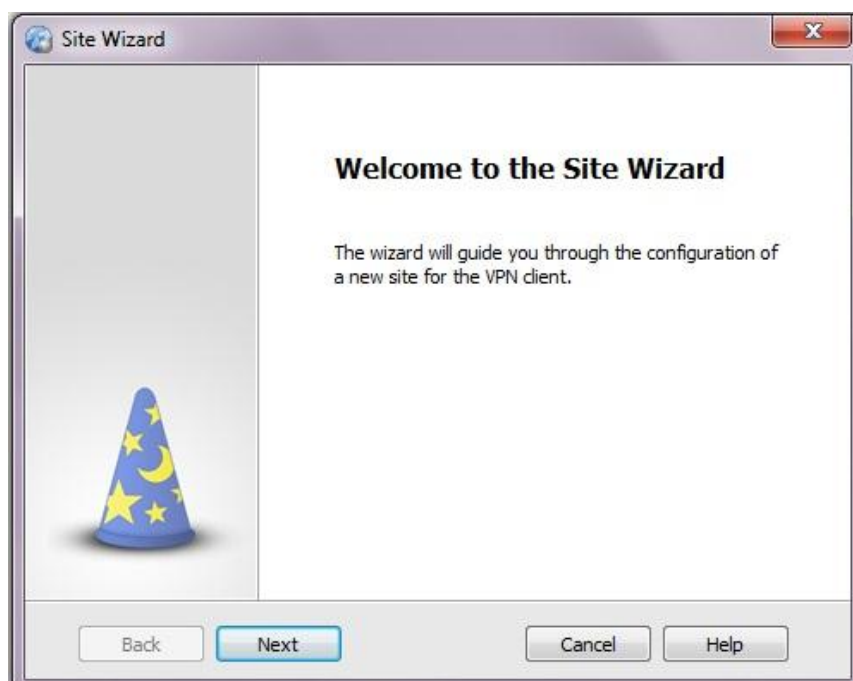 Site Wizard
Welcome to the Site Wizard
The wizard will guide you through the configuration of
a new site for the VPN client.
Back Next Cancel Help